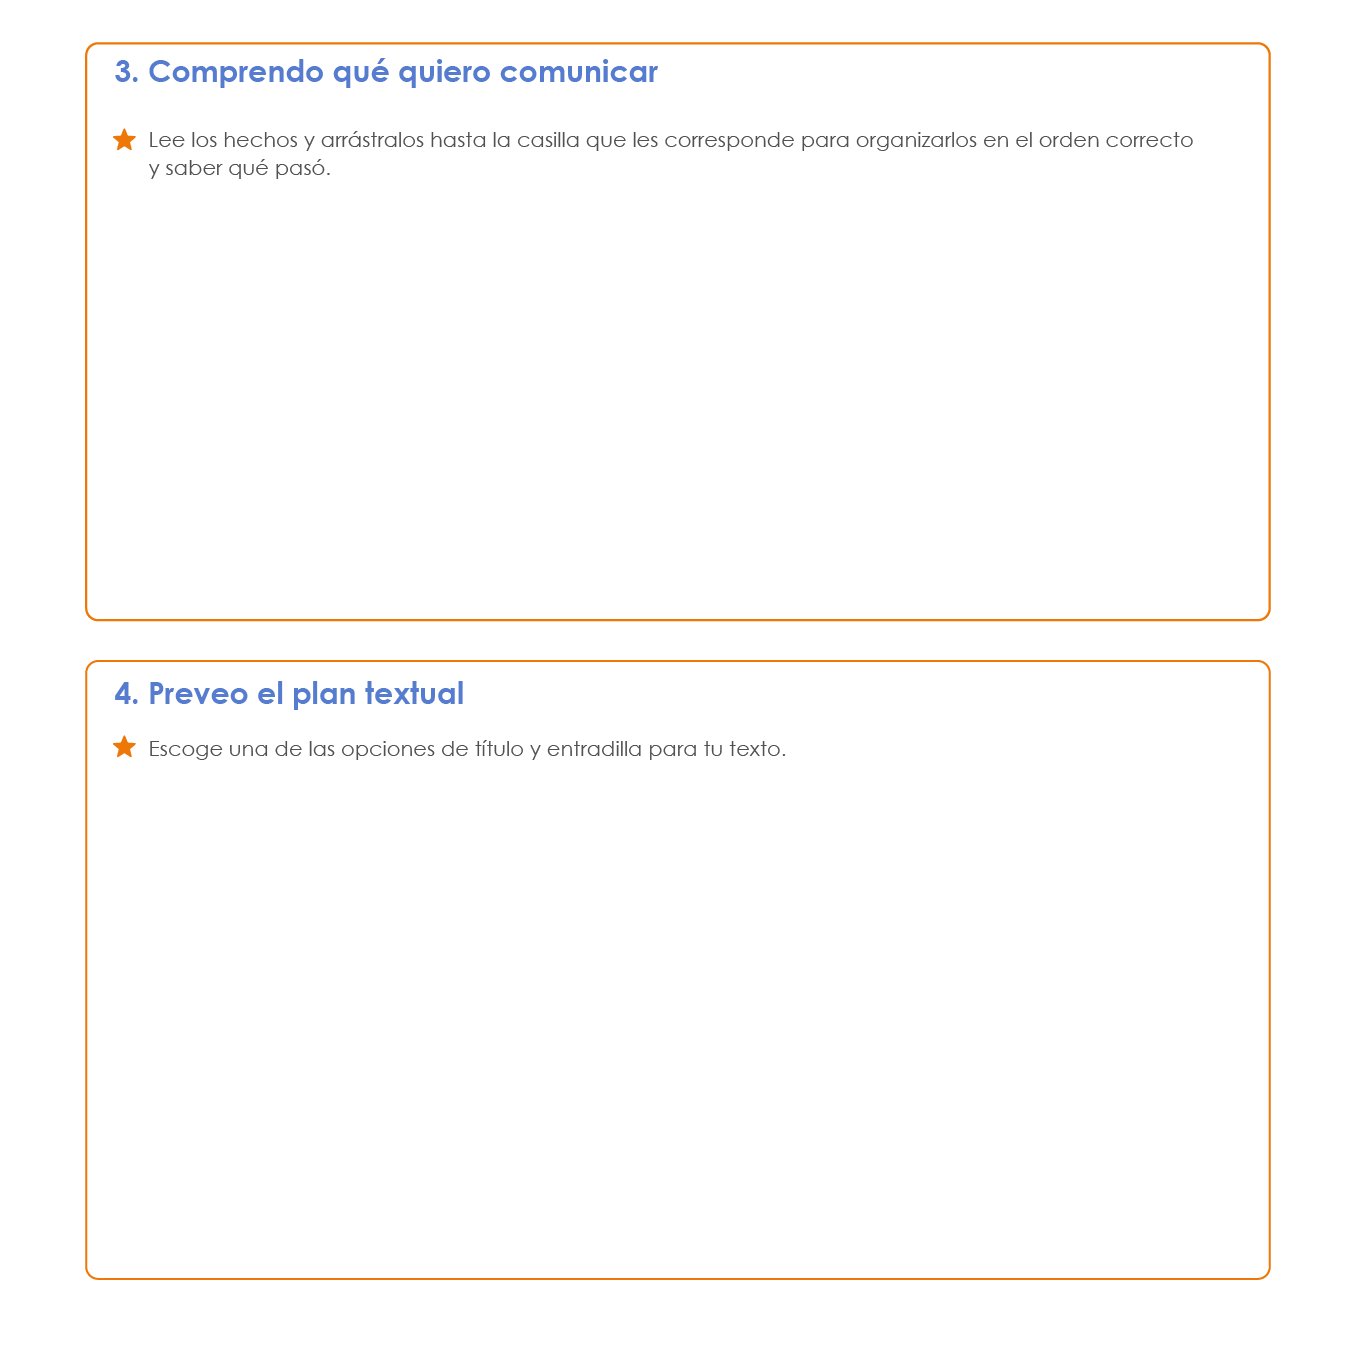 3. Comprendo qué quiero comunicar
Lee los hechos y arrástralos hasta la casilla que les corresponde para organizarlos en el orden correcto
y saber qué pasó.
4. Preveo el plan textual
Escoge una de las opciones de título y entradilla para tu texto.